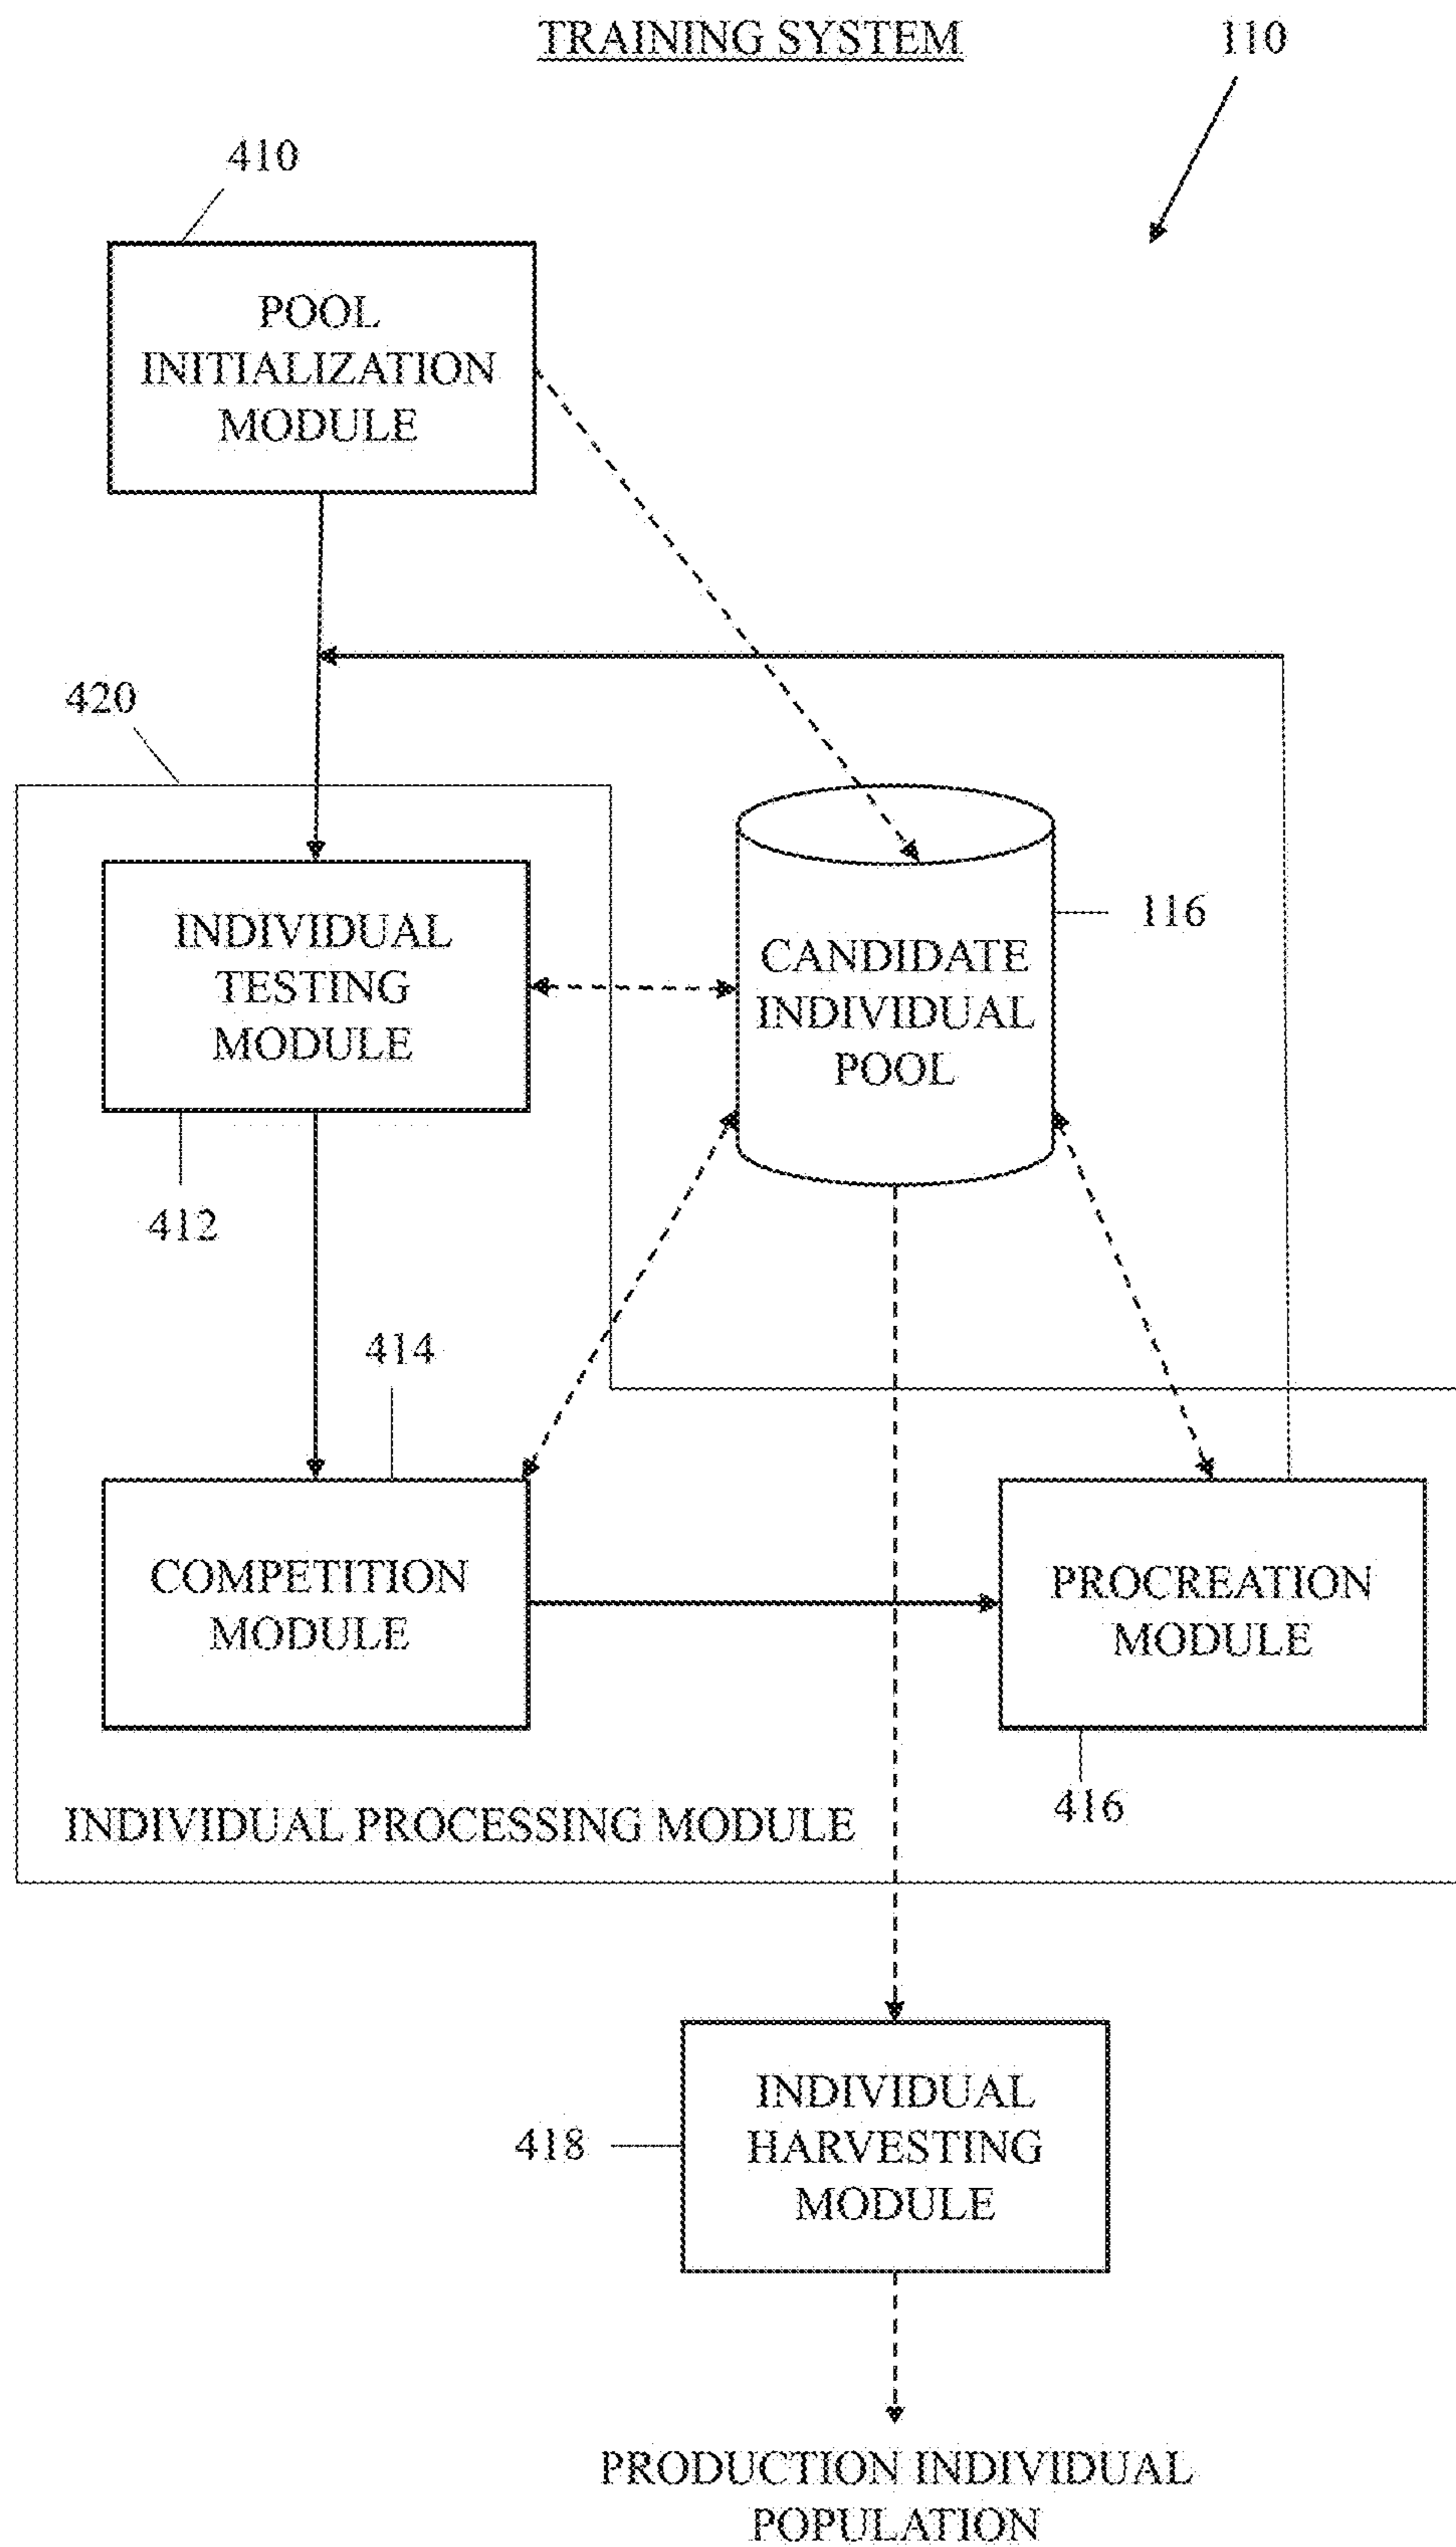 TRAINING SYSTEM
110
410
POOL
INITIALIZATION
MODULE
420
INDIVIDUAL
TESTING
MODULE
116
CANDIDATE
INDIVIDUAL
POOL
412
414
COMPETITION
MODULE
PROCREATION
MODULE
416
INDIVIDUAL PROCESSING MODULE
418
INDIVIDUAL
HARVESTING
MODULE
PRODUCTION INDIVIDUAL
POPULATION